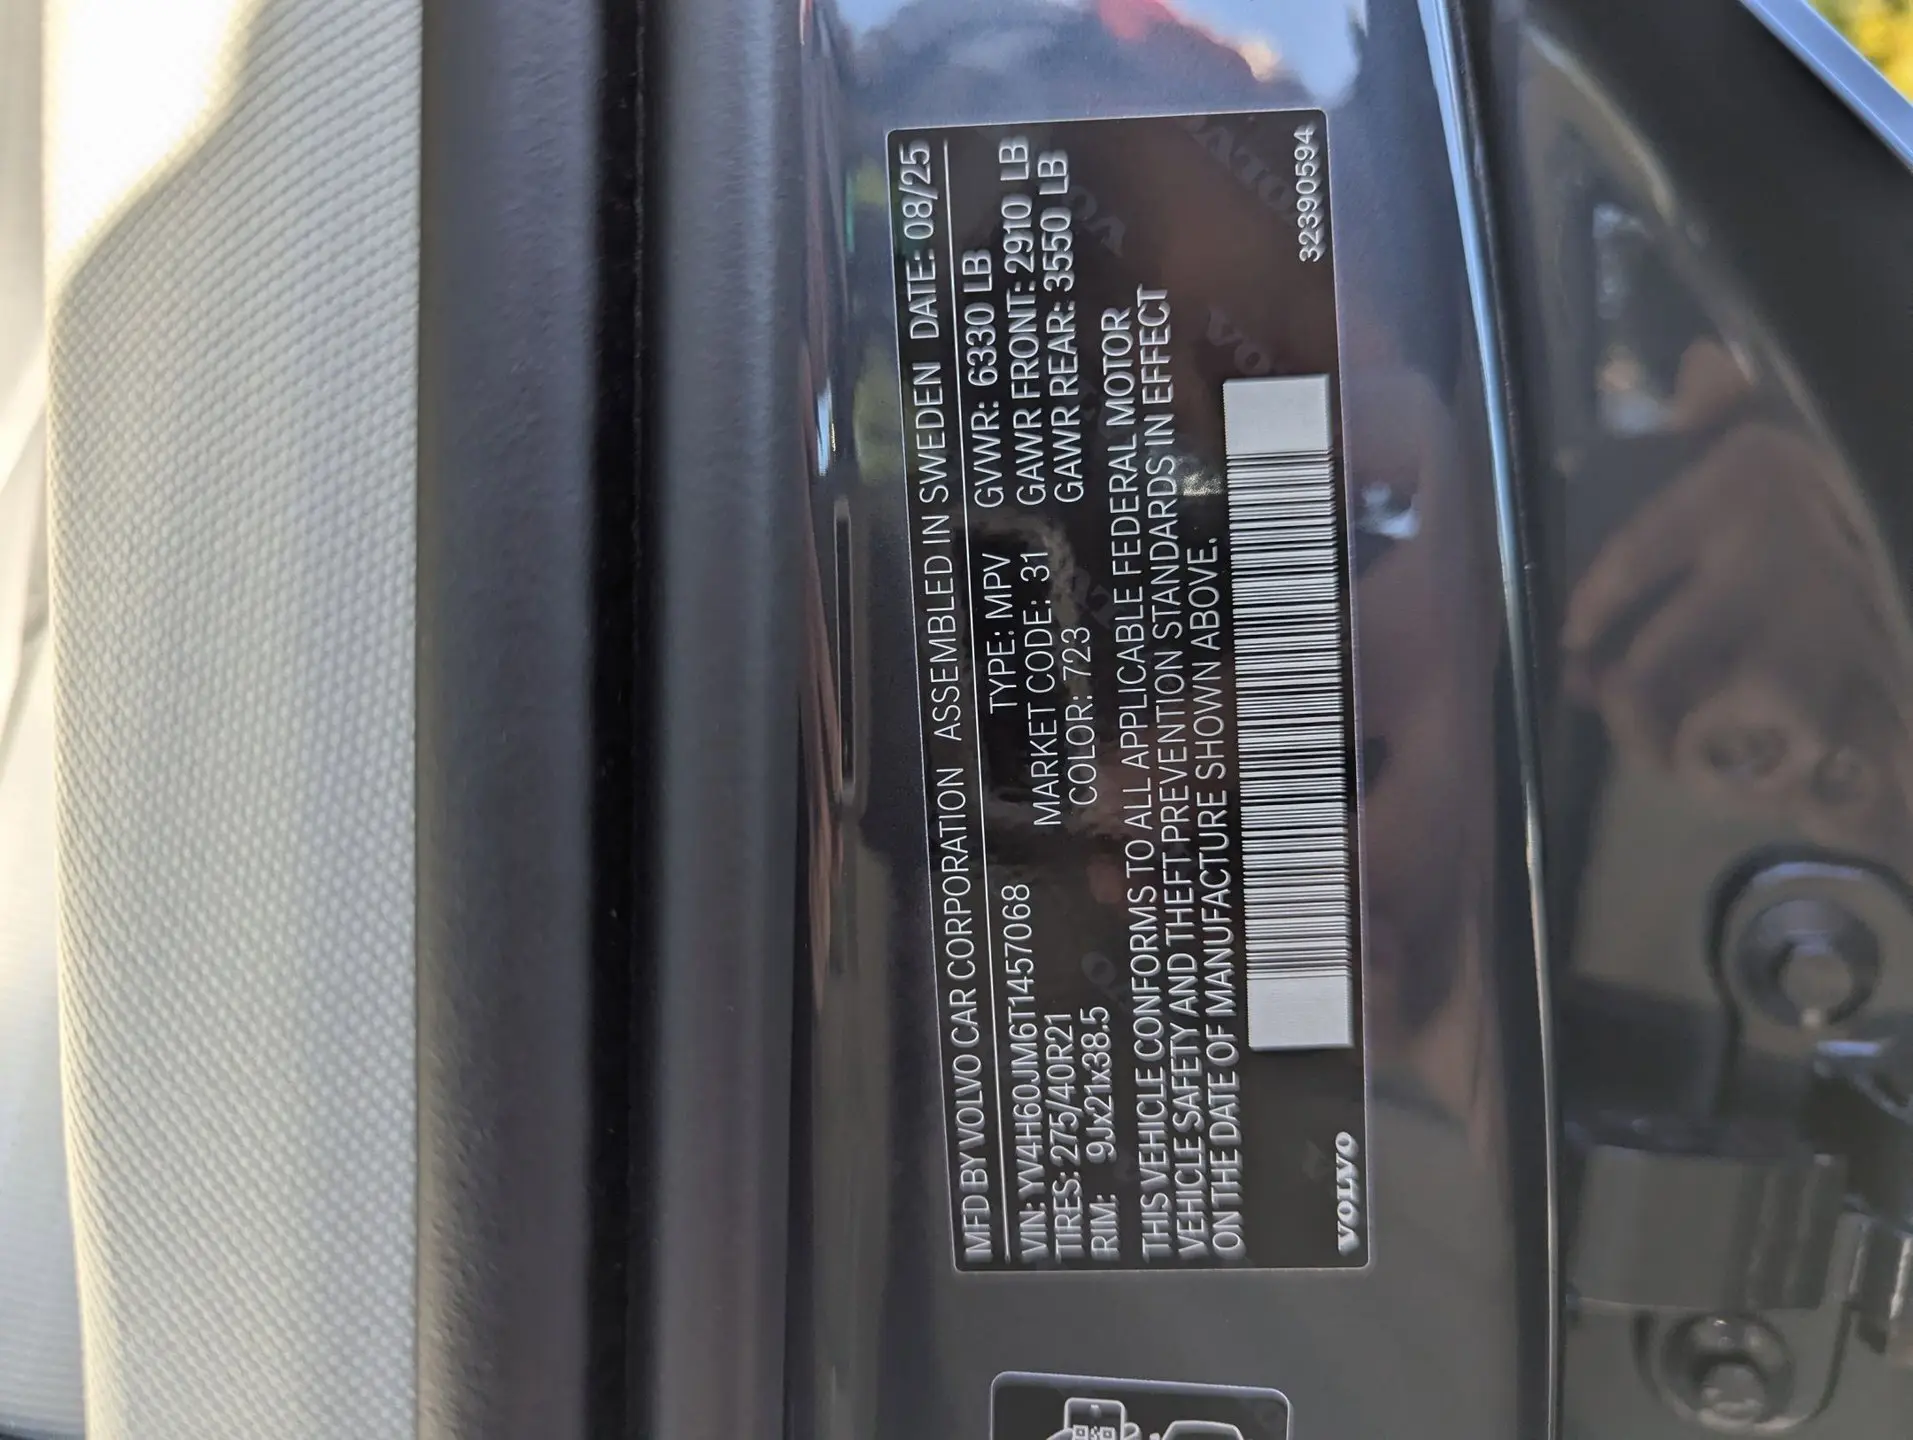 MFD BY VOLVO CAR CORPORATION ASSEMBLED IN SWEDEN DATE: 08/25
VIN: YV4H60JM6T1457068 TYPE: MPV GVWR: 6330 LB
TIRES: 275/40R21 MARKET CODE: 31 GAWR FRONT: 2910 LB
RIM: 9Jx21x38.5 COLOR: 723 GAWR REAR: 3550 LB
THIS VEHICLE CONFORMS TO ALL APPLICABLE FEDERAL MOTOR
VEHICLE SAFETY AND THEFT PREVENTION STANDARDS IN EFFECT
ON THE DATE OF MANUFACTURE SHOWN ABOVE.
VOLVO 32390594